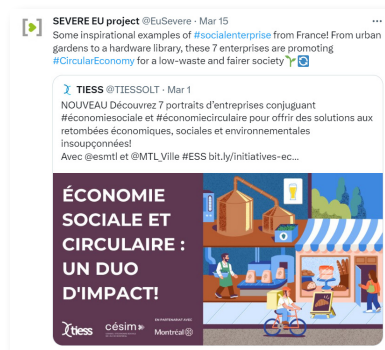 SEVERE EU project @EuSevere · Mar 15
Some inspirational examples of #socialenterprise from France! From urban
gardens to a hardware library, these 7 enterprises are promoting
#CircularEconomy for a low-waste and fairer society
TIESS @TIESSOLT · Mar 1
NOUVEAU Découvrez 7 portraits d'entreprises conjuguant
#économiesociale et #économiecirculaire pour offrir des solutions aux
retombées économiques, sociales et environnementales
insoupçonnées!
Avec @esmtl et @MTL_Ville #ESS bit.ly/initiatives-ec...
ÉCONOMIE
SOCIALE ET
CIRCULAIRE :
UN DUO
D'IMPACT!
EN PARTENARIAT AVEC
tiess césim Montréal